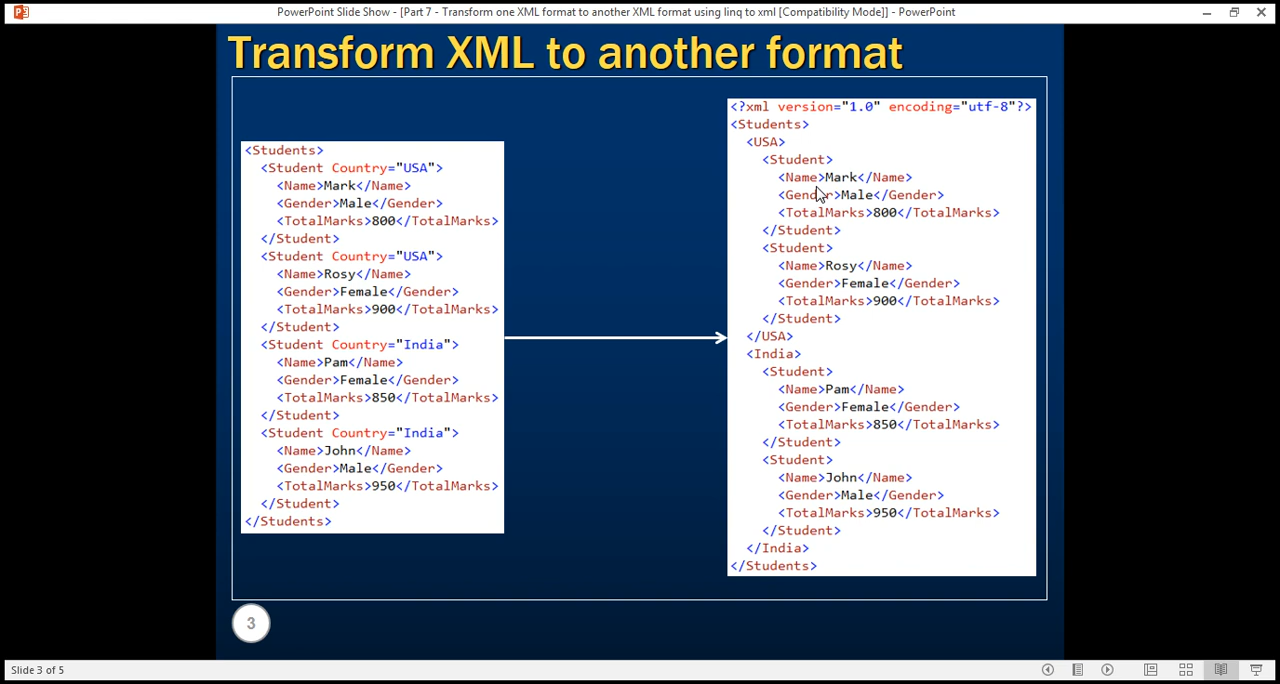 PowerPoint Slide Show - [Part 7 - Transform one XML format to another XML format using linq to xml [Compatibility Mode]] - PowerPoint
Transform XML to another format
<Students>
<Student Country="USA">
<Name>Mark</Name>
<Gender>Male</Gender>
<TotalMarks>800</TotalMarks>
</Student>
<Student Country="USA">
<Name>Rosy</Name>
<Gender>Female</Gender>
<TotalMarks>900</TotalMarks>
</Student>
<Student Country="India">
<Name>Pam</Name>
<Gender>Female</Gender>
<TotalMarks>850</TotalMarks>
</Student>
<Student Country="India">
<Name>John</Name>
<Gender>Male</Gender>
<TotalMarks>950</TotalMarks>
</Student>
</Students>
<?xml version="1.0" encoding="utf-8"?>
<Students>
<USA>
<Student>
<Name>Mark</Name>
<Gender>Male</Gender>
<TotalMarks>800</TotalMarks>
</Student>
<Student>
<Name>Rosy</Name>
<Gender>Female</Gender>
<TotalMarks>900</TotalMarks>
</Student>
</USA>
<India>
<Student>
<Name>Pam</Name>
<Gender>Female</Gender>
<TotalMarks>850</TotalMarks>
</Student>
<Student>
<Name>John</Name>
<Gender>Male</Gender>
<TotalMarks>950</TotalMarks>
</Student>
</India>
</Students>
3
Slide 3 of 5